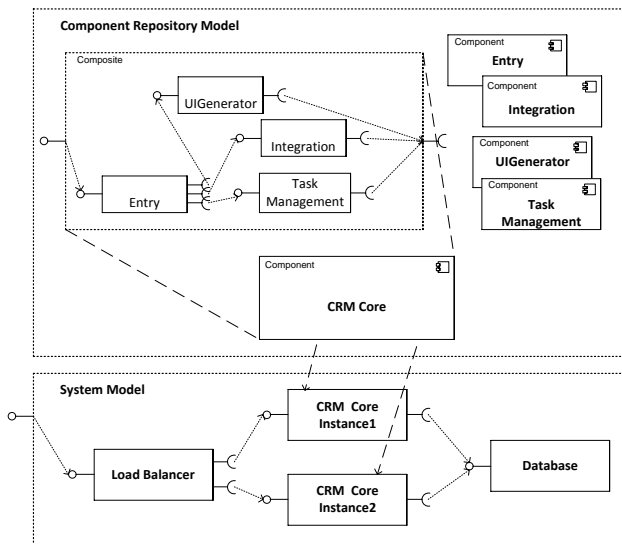 Component Repository Model
Composite
UIGenerator
Integration
Entry
Task
Management
Component
Entry
Component
Integration
Component
UIGenerator
Component
Task
Management
Component
CRM Core
System Model
Load Balancer
CRM Core
Instance1
CRM Core
Instance2
Database